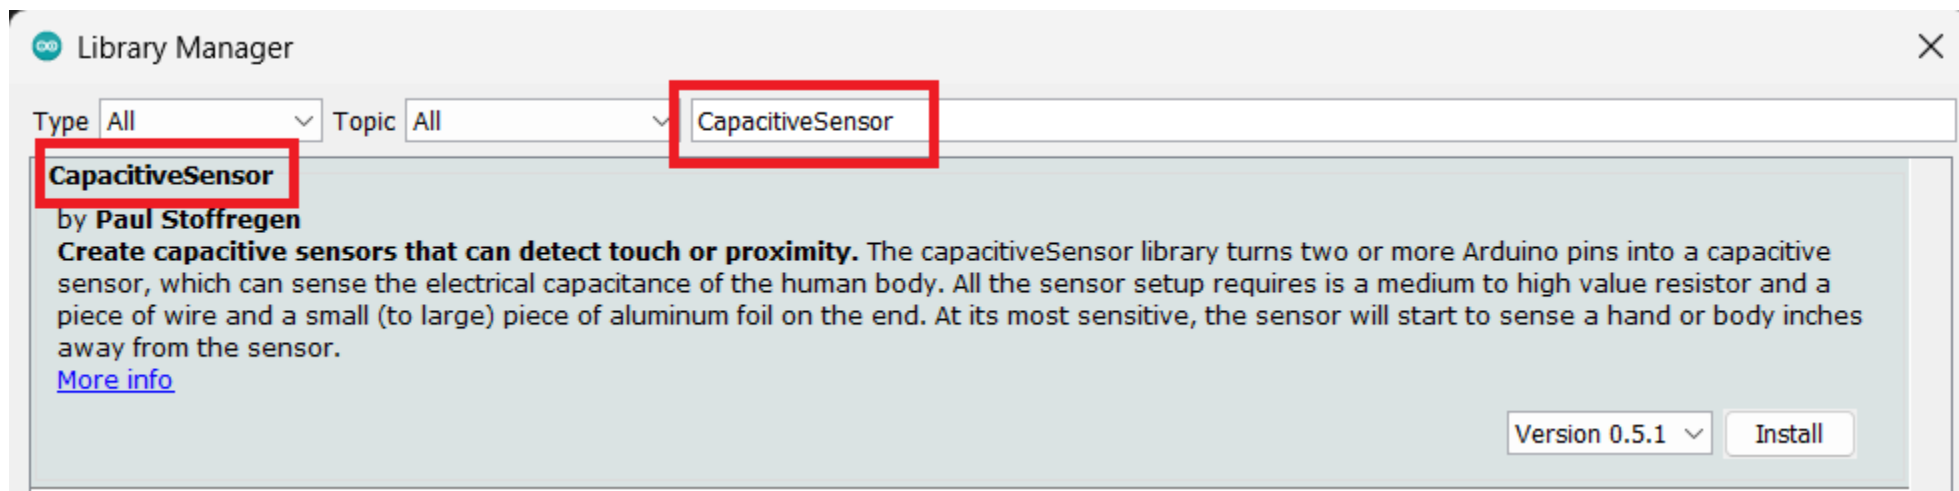 Library Manager
Type All Topic All CapacitiveSensor
CapacitiveSensor
by Paul Stoffregen
Create capacitive sensors that can detect touch or proximity. The capacitiveSensor library turns two or more Arduino pins into a capacitive
sensor, which can sense the electrical capacitance of the human body. All the sensor setup requires is a medium to high value resistor and a
piece of wire and a small (to large) piece of aluminum foil on the end. At its most sensitive, the sensor will start to sense a hand or body inches
away from the sensor.
More info
Version 0.5.1 Install